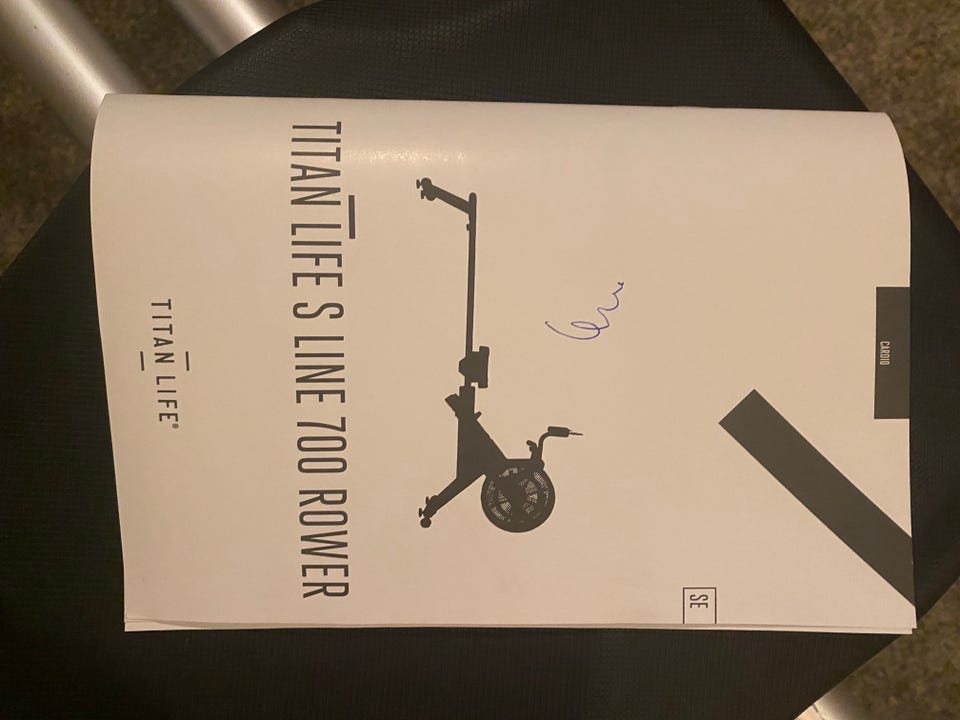 CARDIO
SE
TITAN LIFE S LINE 700 ROWER
TITAN LIFE®